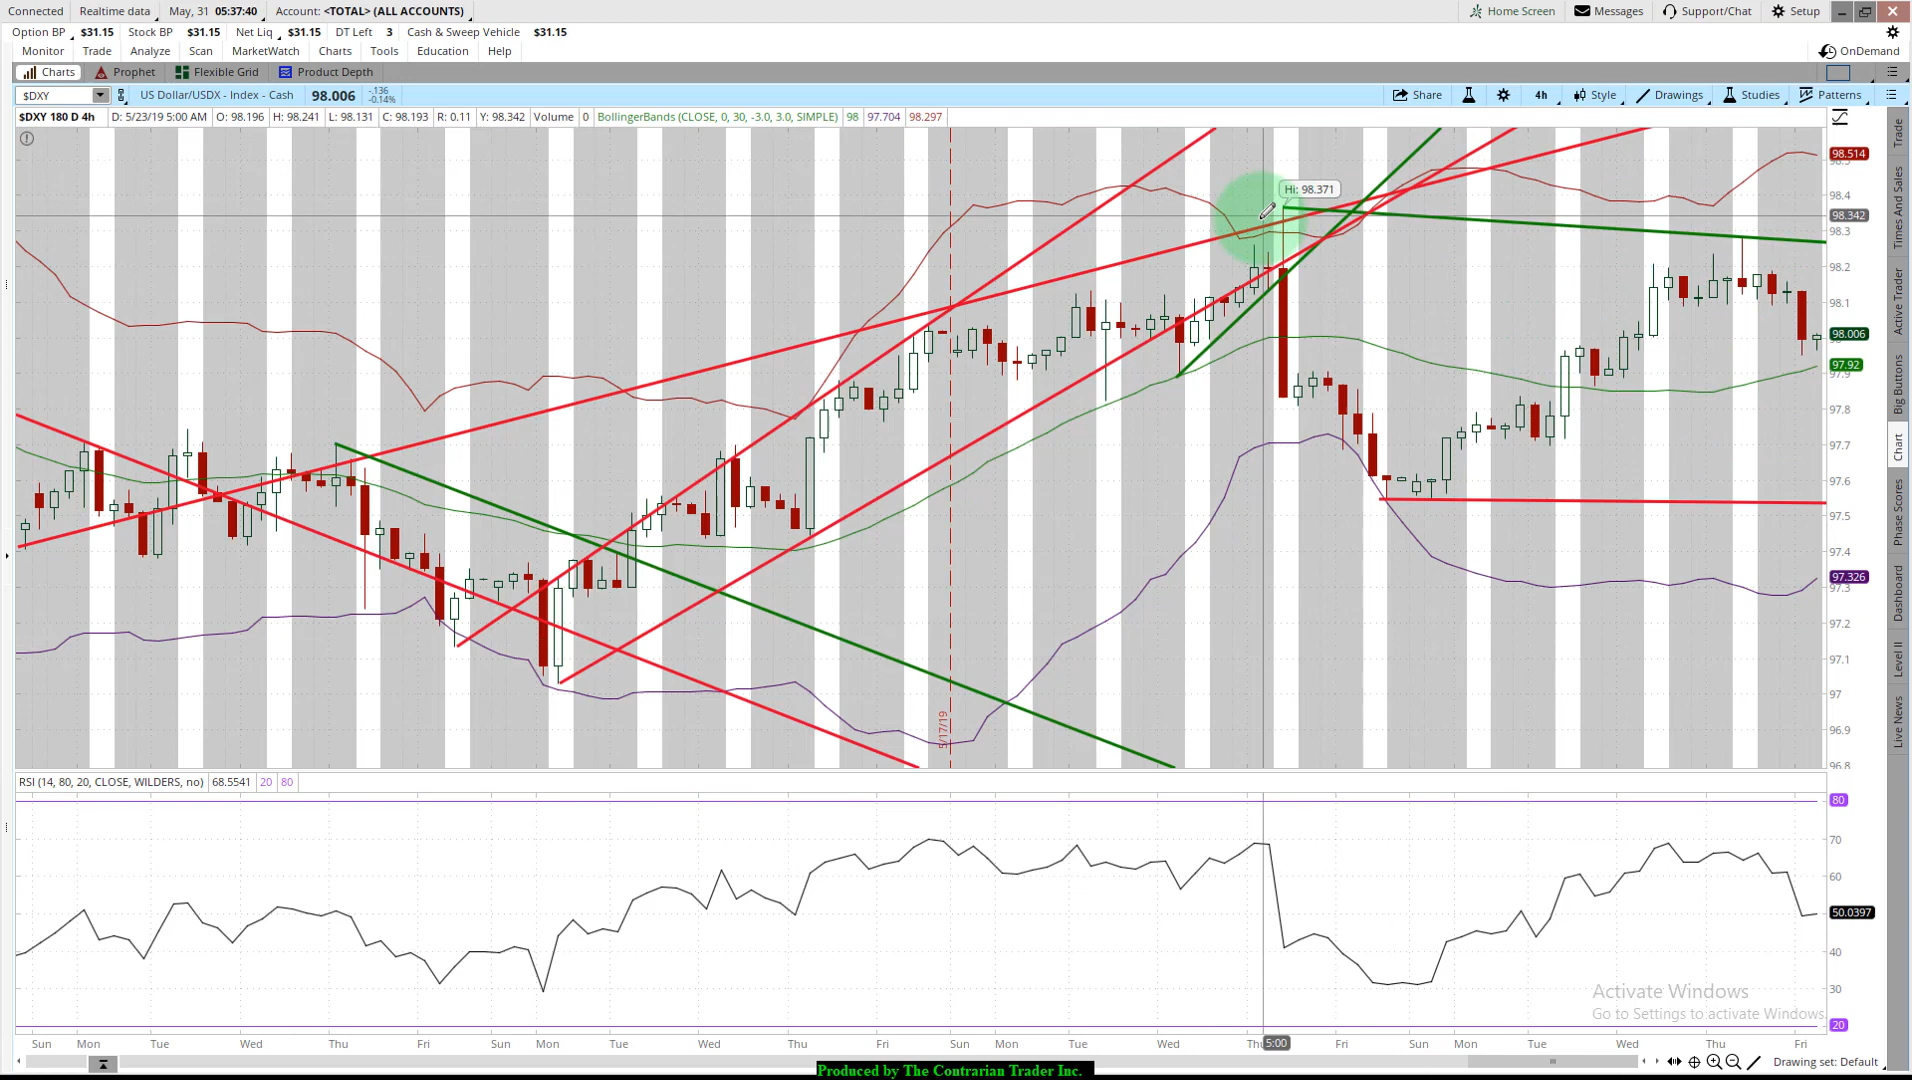 Connected Realtime data May, 31 05:37:40 Account: <TOTAL> (ALL ACCOUNTS) Home Screen Messages Support/Chat Setup
Option BP $31.15 Stock BP $31.15 Net Liq $31.15 DT Left 3 Cash & Sweep Vehicle $31.15
Monitor Trade Analyze Scan MarketWatch Charts Tools Education Help OnDemand
Charts Prophet Flexible Grid Product Depth
$DXY US Dollar/USDX - Index - Cash 98.006 -.136 -0.14% Share 4h Style Drawings Studies Patterns
$DXY 180 D 4h D: 5/23/19 5:00 AM O: 98.196 H: 98.241 L: 98.131 C: 98.193 R: 0.11 Y: 98.342 Volume 0 BollingerBands (CLOSE, 0, 30, -3.0, 3.0, SIMPLE) 98 97.704 98.297
98.514
Hi: 98.371
98.4
98.342
98.3
98.2
98.1
98.006
97.92
97.9
97.8
97.7
97.6
97.5
97.4
97.326
97.3
97.2
97.1
97
96.9
96.8
5/17/19
Trade
Times And Sales
Active Trader
Big Buttons
Chart
Phase Scores
Dashboard
Level II
Live News
RSI (14, 80, 20, CLOSE, WILDERS, no) 68.5541 20 80
80
70
60
50.0397
40
30
20
Activate Windows
Go to Settings to activate Windows.
Sun Mon Tue Wed Thu Fri Sun Mon Tue Wed Thu Fri Sun Mon Tue Wed 5:00 Fri Sun Mon Tue Wed Thu Fri
Drawing set: Default
Produced by The Contrarian Trader Inc.